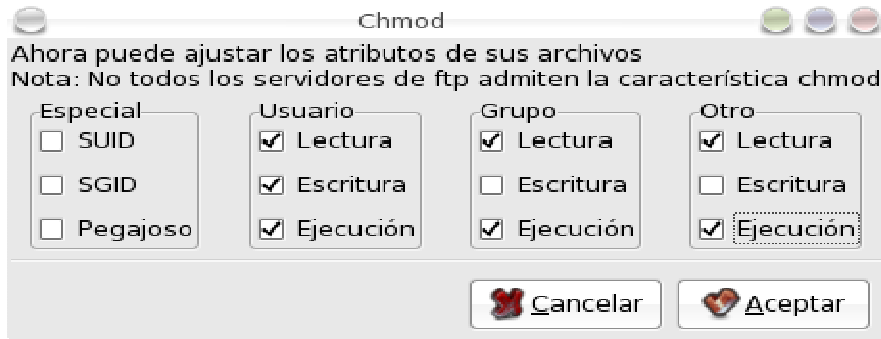 Chmod
Ahora puede ajustar los atributos de sus archivos
Nota: No todos los servidores de ftp admiten la característica chmod
Especial Usuario Grupo Otro
SUID Lectura Lectura Lectura
SGID Escritura Escritura Escritura
Pegajoso Ejecución Ejecución Ejecución
Cancelar Aceptar